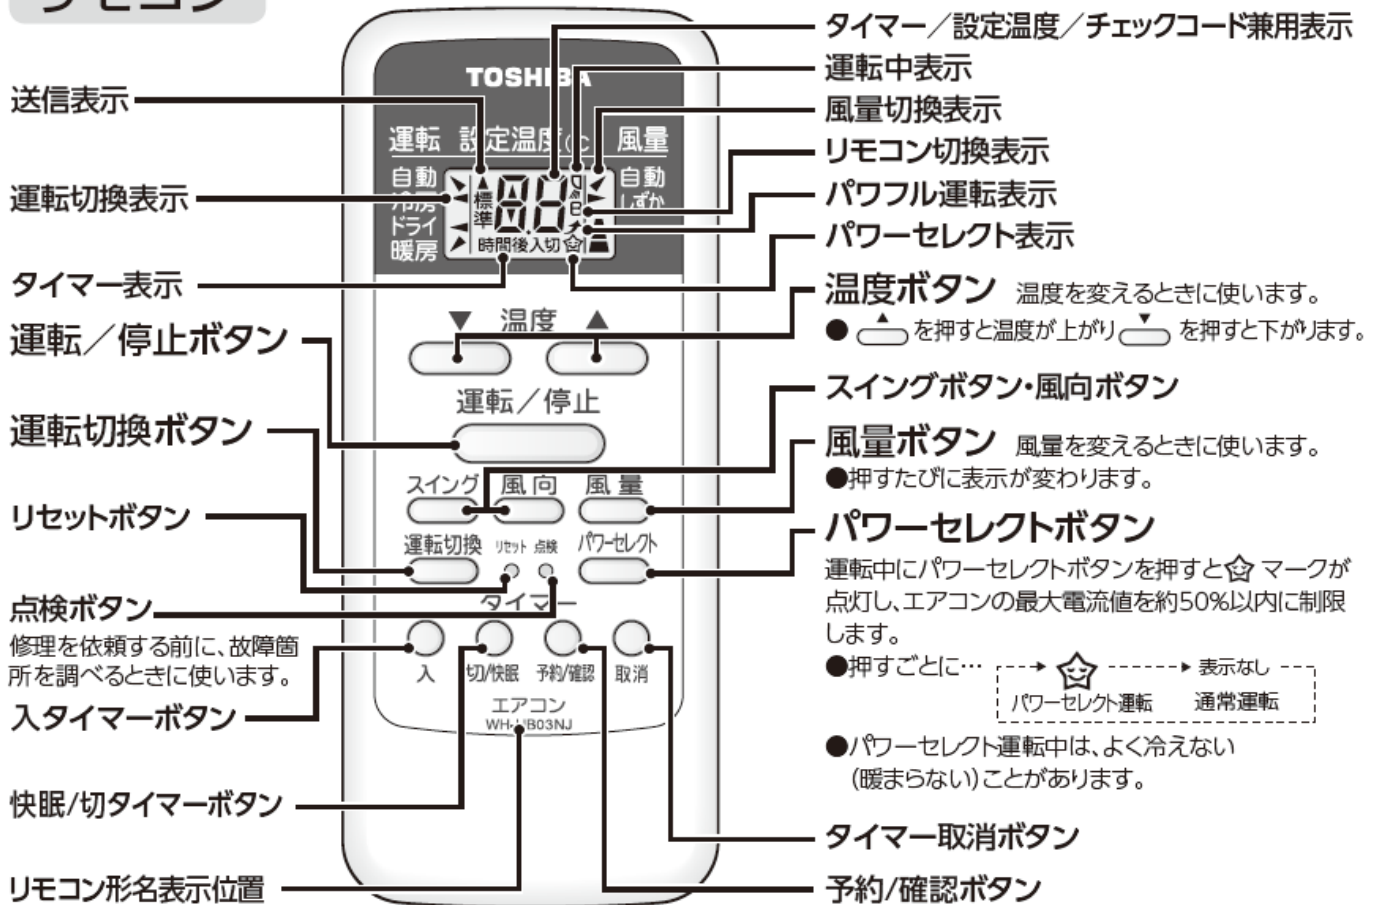 リモコン
送信表示
運転切換表示
タイマー表示
運転／停止ボタン
運転切換ボタン
リセットボタン
点検ボタン
修理を依頼する前に、故障箇
所を調べるときに使います。
入タイマーボタン
快眠/切タイマーボタン
リモコン形名表示位置
TOSHIBA
運転 設定温度(℃) 風量
自動
冷房
ドライ
暖房
標準
時間後入切
自動
しずか
▼ 温度 ▲
運転／停止
スイング 風向 風量
運転切換 リセット 点検 パワーセレクト
タイマー
入 切/快眠 予約/確認 取消
エアコン
WH-UB03NJ
タイマー／設定温度／チェックコード兼用表示
運転中表示
風量切換表示
リモコン切換表示
パワフル運転表示
パワーセレクト表示
温度ボタン 温度を変えるときに使います。
●▲を押すと温度が上がり▼を押すと下がります。
スイングボタン・風向ボタン
風量ボタン 風量を変えるときに使います。
●押すたびに表示が変わります。
パワーセレクトボタン
運転中にパワーセレクトボタンを押すと マークが
点灯し、エアコンの最大電流値を約50%以内に制限
します。
●押すごとに… 表示なし
パワーセレクト運転 通常運転
●パワーセレクト運転中は、よく冷えない
（暖まらない）ことがあります。
タイマー取消ボタン
予約/確認ボタン